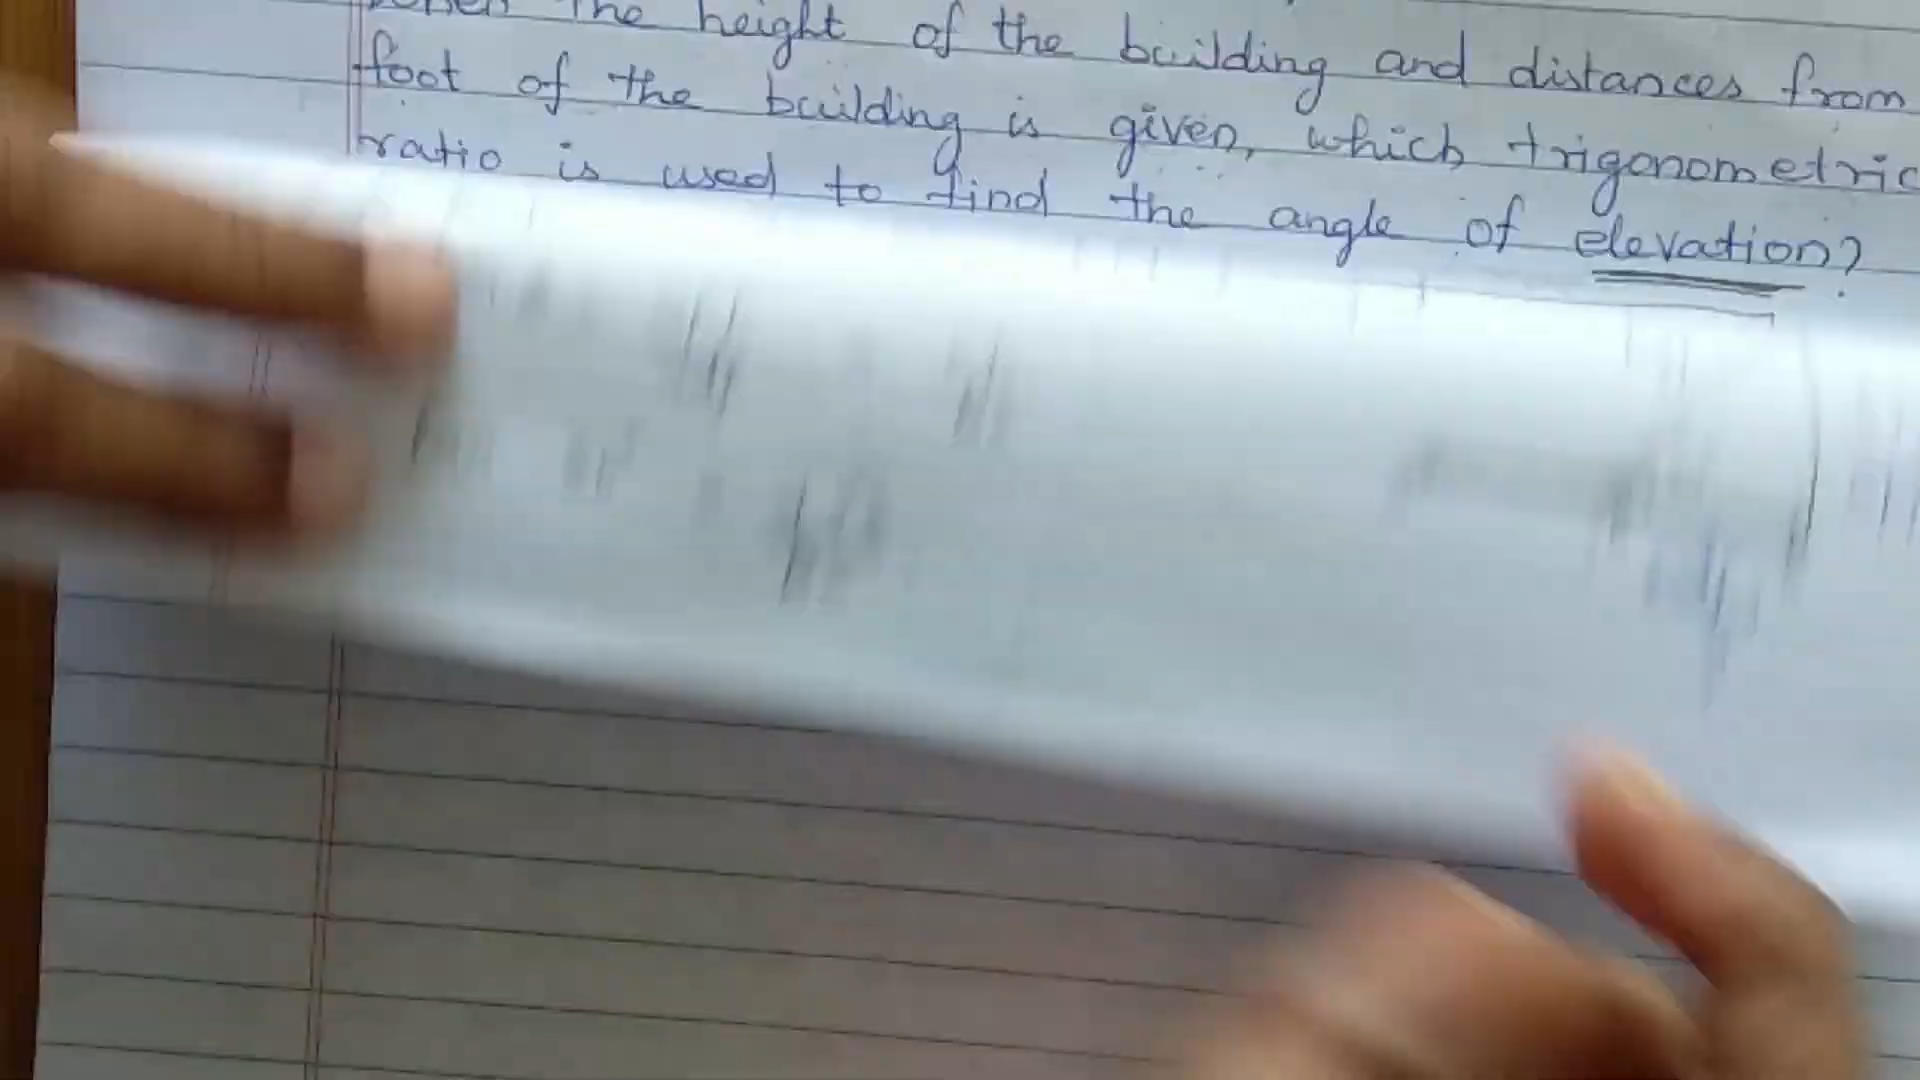 the height of the building and distances from
foot of the building is given, which trigonometric
ratio is used to find the angle of elevation?